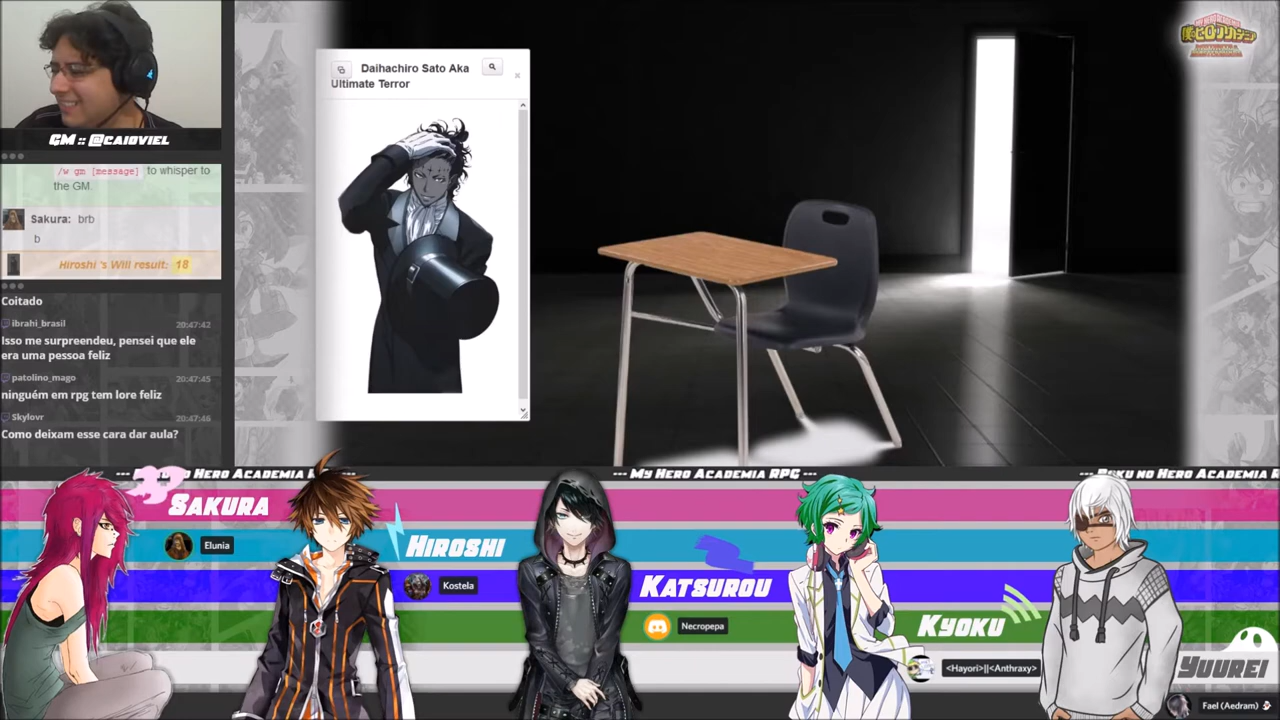 Daihachiro Sato Aka
Ultimate Terror
GM :: @CAIOVIEL
/w gm [message] to whisper to
the GM.
Sakura: brb
b
Hiroshi 's Will result: 18
Coitado
ibrahi_brasil 20:47:42
Isso me surpreendeu, pensei que ele
era uma pessoa feliz
patolino_mago 20:47:45
ninguém em rpg tem lore feliz
Skylovr 20:47:46
Como deixam esse cara dar aula?
--- My Hero Academia RPG ---
Sakura
Elunia
Hiroshi
Kostela
Katsurou
Necropepa
Kyoku
<Hayori>||<Anthraxy>
Yuurei
Fael (Aedram)